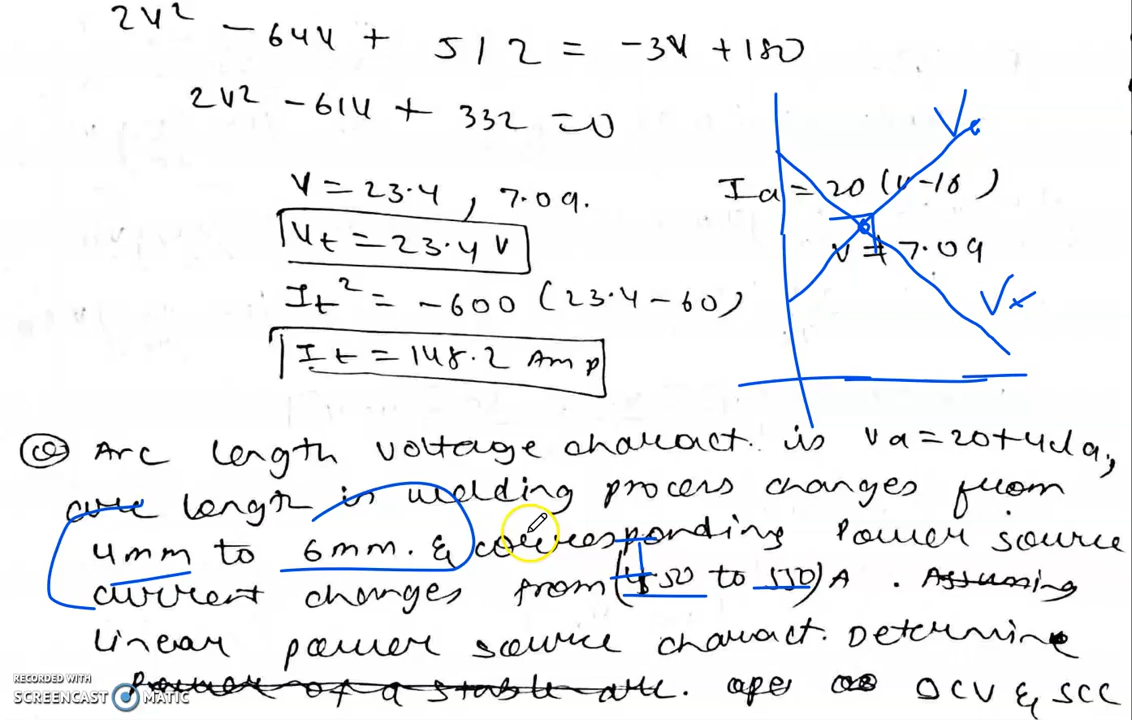 2V² - 64V + 512 = -3V + 180
2V² - 61V + 332 = 0
V = 23.4 , 7.09.
Vt = 23.4 V
It² = -600 (23.4 - 60)
It = 148.2 Amp
Ia = 20 (V-16)
V = 7.09
Q Arc length voltage charact. is Va = 20+4la,
arc length in welding process changes from
4mm to 6mm. & corresponding Power source
current changes from (450 to 550) A . Assuming
linear power source charact. Determine
Power of a stable arc. OCV & SCC
RECORDED WITH
SCREENCAST MATIC